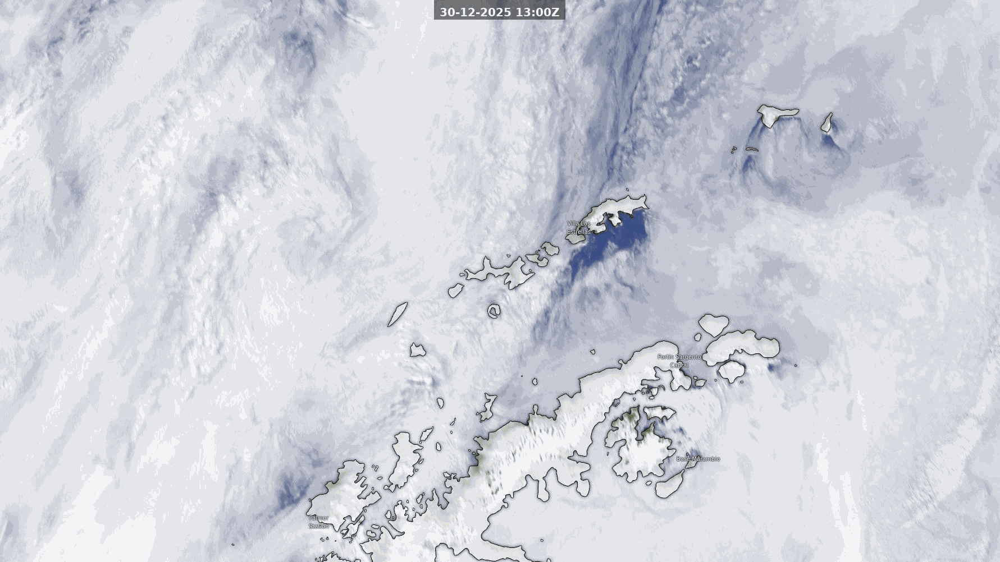 30-12-2025 13:00Z
Villa Las
Estrellas
Fortín Sargento
Cabral
Base Marambio
Palmer
Station